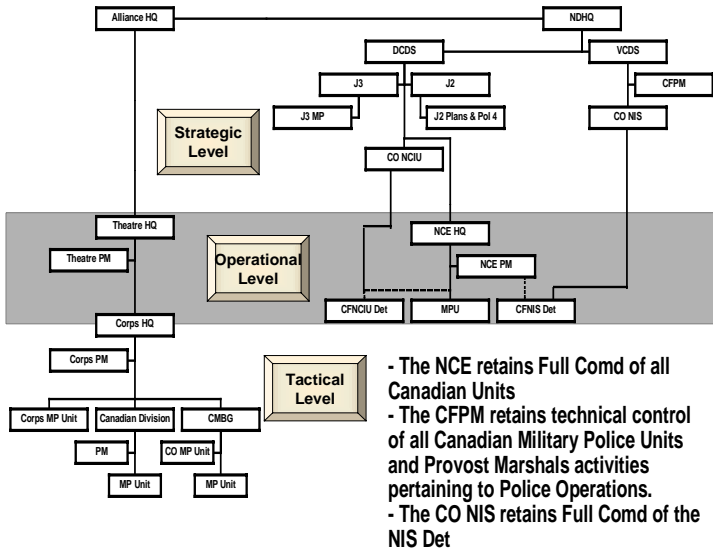 Alliance HQ
NDHQ
DCDS
VCDS
J3
J2
CFPM
J3 MP
J2 Plans & Pol 4
CO NIS
Strategic
Level
CO NCIU
Theatre HQ
NCE HQ
Theatre PM
Operational
Level
NCE PM
CFNCIU Det
MPU
CFNIS Det
Corps HQ
Corps PM
Tactical
Level
Corps MP Unit
Canadian Division
CMBG
PM
CO MP Unit
MP Unit
MP Unit
- The NCE retains Full Comd of all
Canadian Units
- The CFPM retains technical control
of all Canadian Military Police Units
and Provost Marshals activities
pertaining to Police Operations.
- The CO NIS retains Full Comd of the
NIS Det